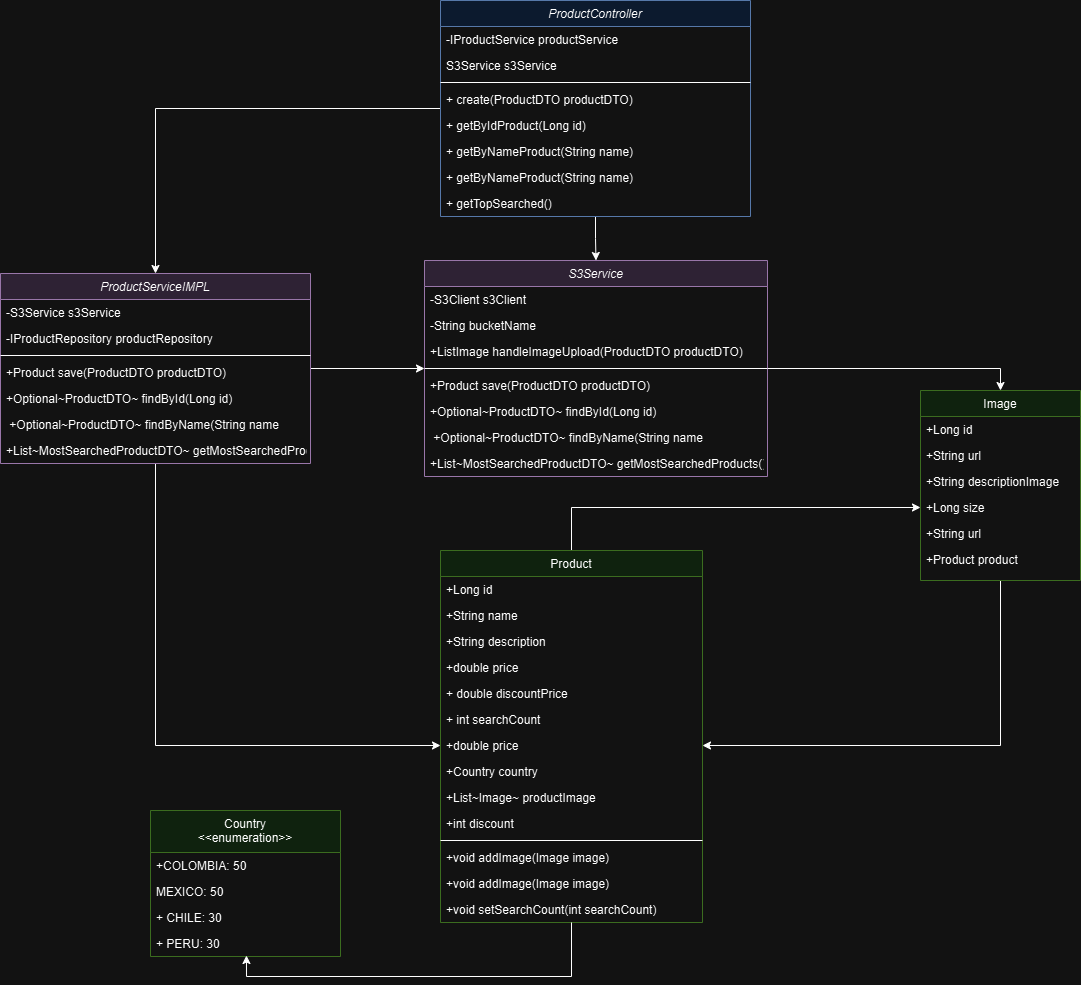 ProductController
-IProductService productService
S3Service s3Service
+ create(ProductDTO productDTO)
+ getByIdProduct(Long id)
+ getByNameProduct(String name)
+ getByNameProduct(String name)
+ getTopSearched()
ProductServiceIMPL
-S3Service s3Service
-IProductRepository productRepository
+Product save(ProductDTO productDTO)
+Optional~ProductDTO~ findById(Long id)
+Optional~ProductDTO~ findByName(String name
+List~MostSearchedProductDTO~ getMostSearchedPro
S3Service
-S3Client s3Client
-String bucketName
+ListImage handleImageUpload(ProductDTO productDTO)
+Product save(ProductDTO productDTO)
+Optional~ProductDTO~ findById(Long id)
+Optional~ProductDTO~ findByName(String name
+List~MostSearchedProductDTO~ getMostSearchedProducts(
Image
+Long id
+String url
+String descriptionImage
+Long size
+String url
+Product product
Product
+Long id
+String name
+String description
+double price
+ double discountPrice
+ int searchCount
+double price
+Country country
+List~Image~ productImage
+int discount
+void addImage(Image image)
+void addImage(Image image)
+void setSearchCount(int searchCount)
Country
<<enumeration>>
+COLOMBIA: 50
MEXICO: 50
+ CHILE: 30
+ PERU: 30